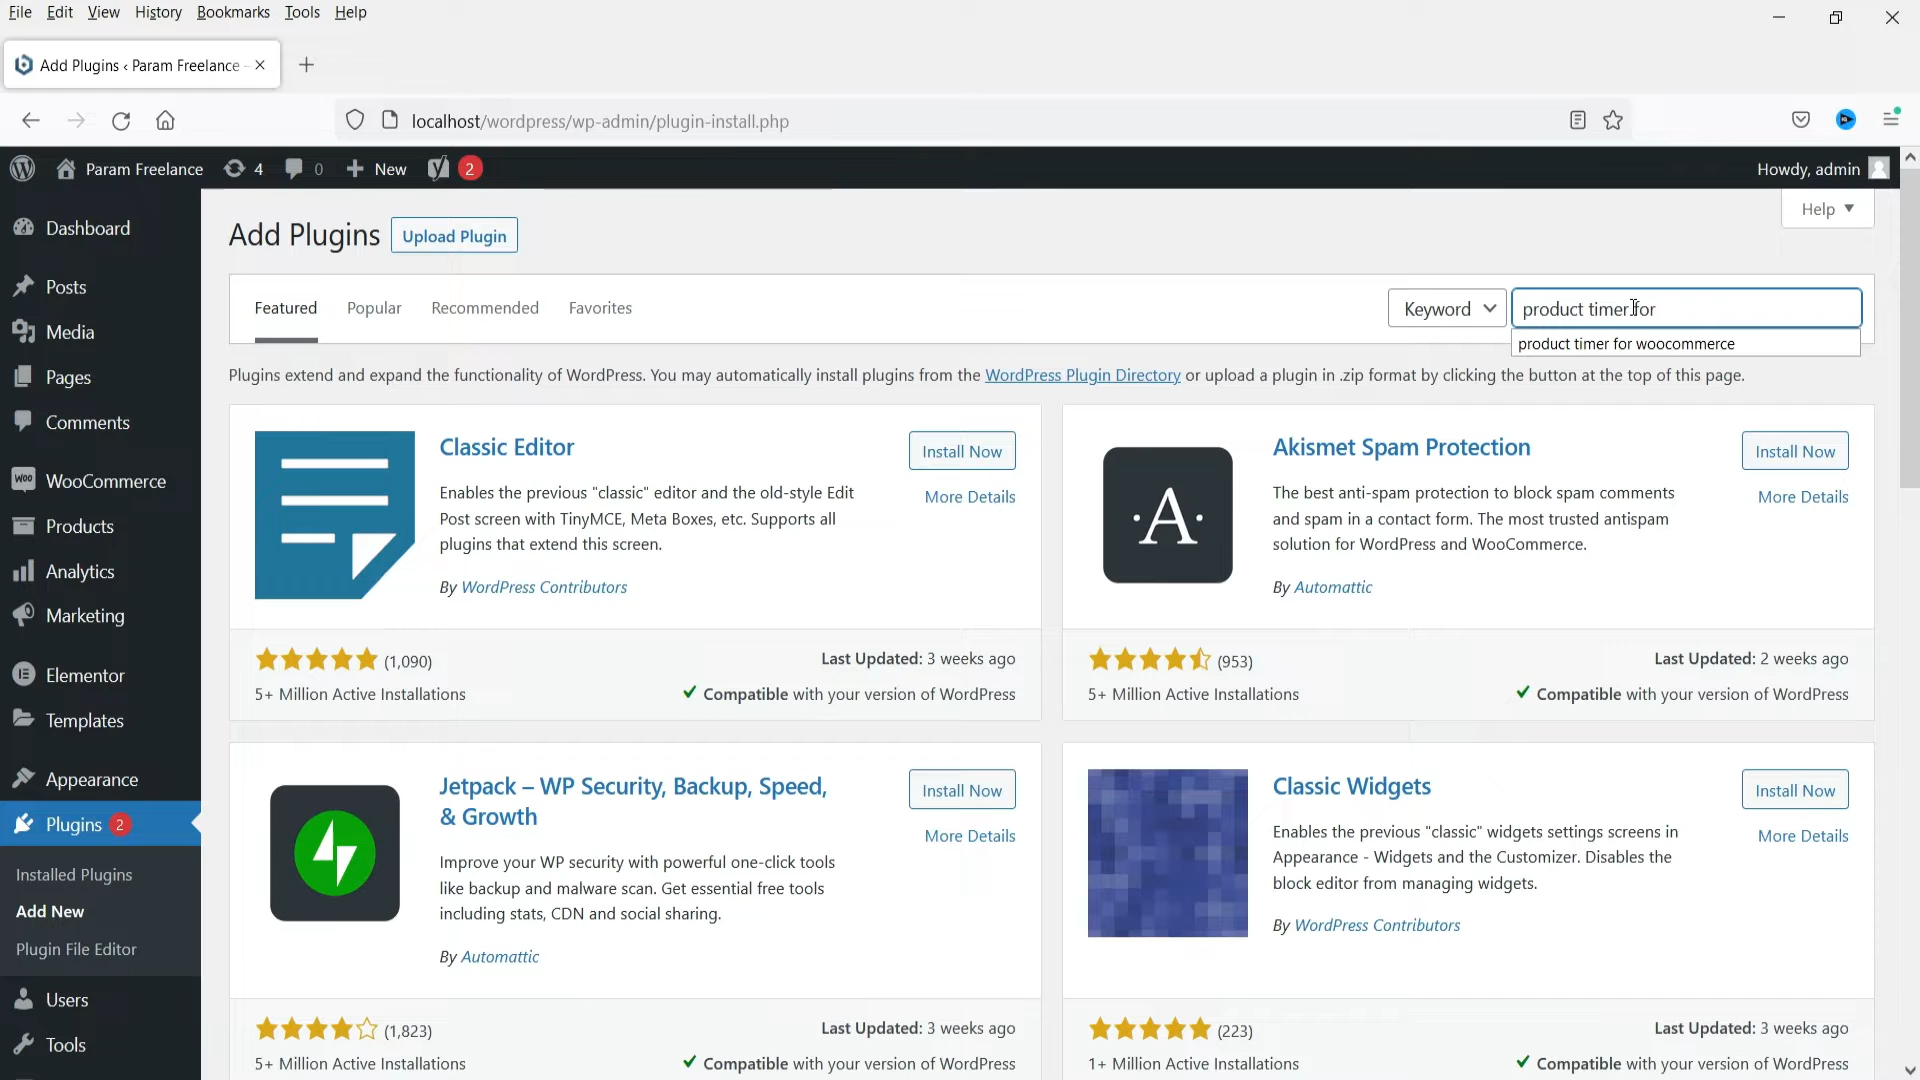 File Edit View History Bookmarks Tools Help
Add Plugins ‹ Param Freelance -
localhost/wordpress/wp-admin/plugin-install.php
Param Freelance 4 0 New 2 Howdy, admin
Help
Add Plugins Upload Plugin
Featured Popular Recommended Favorites Keyword product timer for
product timer for woocommerce
Plugins extend and expand the functionality of WordPress. You may automatically install plugins from the WordPress Plugin Directory or upload a plugin in .zip format by clicking the button at the top of this page.
Dashboard
Posts
Media
Pages
Comments
WOO WooCommerce
Products
Analytics
Marketing
Elementor
Templates
Appearance
Plugins 2
Installed Plugins
Add New
Plugin File Editor
Users
Tools
Classic Editor
Install Now
More Details
Enables the previous "classic" editor and the old-style Edit
Post screen with TinyMCE, Meta Boxes, etc. Supports all
plugins that extend this screen.
By WordPress Contributors
(1,090)
Last Updated: 3 weeks ago
5+ Million Active Installations
Compatible with your version of WordPress
A
Akismet Spam Protection
Install Now
More Details
The best anti-spam protection to block spam comments
and spam in a contact form. The most trusted antispam
solution for WordPress and WooCommerce.
By Automattic
(953)
Last Updated: 2 weeks ago
5+ Million Active Installations
Compatible with your version of WordPress
Jetpack – WP Security, Backup, Speed,
& Growth
Install Now
More Details
Improve your WP security with powerful one-click tools
like backup and malware scan. Get essential free tools
including stats, CDN and social sharing.
By Automattic
(1,823)
Last Updated: 3 weeks ago
5+ Million Active Installations
Compatible with your version of WordPress
Classic Widgets
Install Now
More Details
Enables the previous "classic" widgets settings screens in
Appearance - Widgets and the Customizer. Disables the
block editor from managing widgets.
By WordPress Contributors
(223)
Last Updated: 3 weeks ago
1+ Million Active Installations
Compatible with your version of WordPress